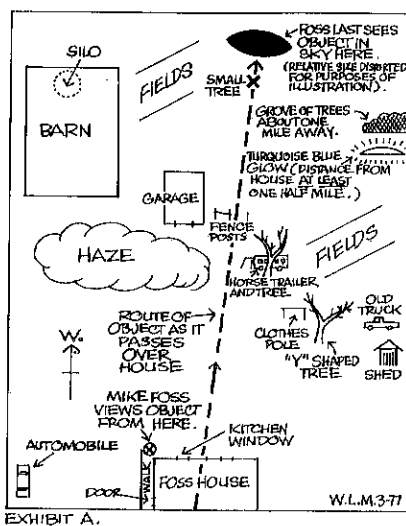 SILO
FIELDS
SMALL
TREE
FOSS LAST SEES
OBJECT IN
SKY HERE.
(RELATIVE SIZE DISTORTED
FOR PURPOSES OF
ILLUSTRATION).
BARN
GROVE OF TREES
ABOUT ONE
MILE AWAY.
TURQUOISE BLUE
GLOW (DISTANCE FROM
HOUSE AT LEAST
ONE HALF MILE.)
GARAGE
FENCE
POSTS
HAZE
FIELDS
HORSE TRAILER,
AND TREE.
OLD
TRUCK
CLOTHES
POLE
"Y" SHAPED
TREE
SHED
ROUTE OF
OBJECT AS IT
PASSES
OVER
HOUSE
W.
MIKE FOSS
VIEWS OBJECT
FROM HERE.
KITCHEN
WINDOW
AUTOMOBILE
WALK
DOOR
FOSS HOUSE
W.L.M.3-77
EXHIBIT A.